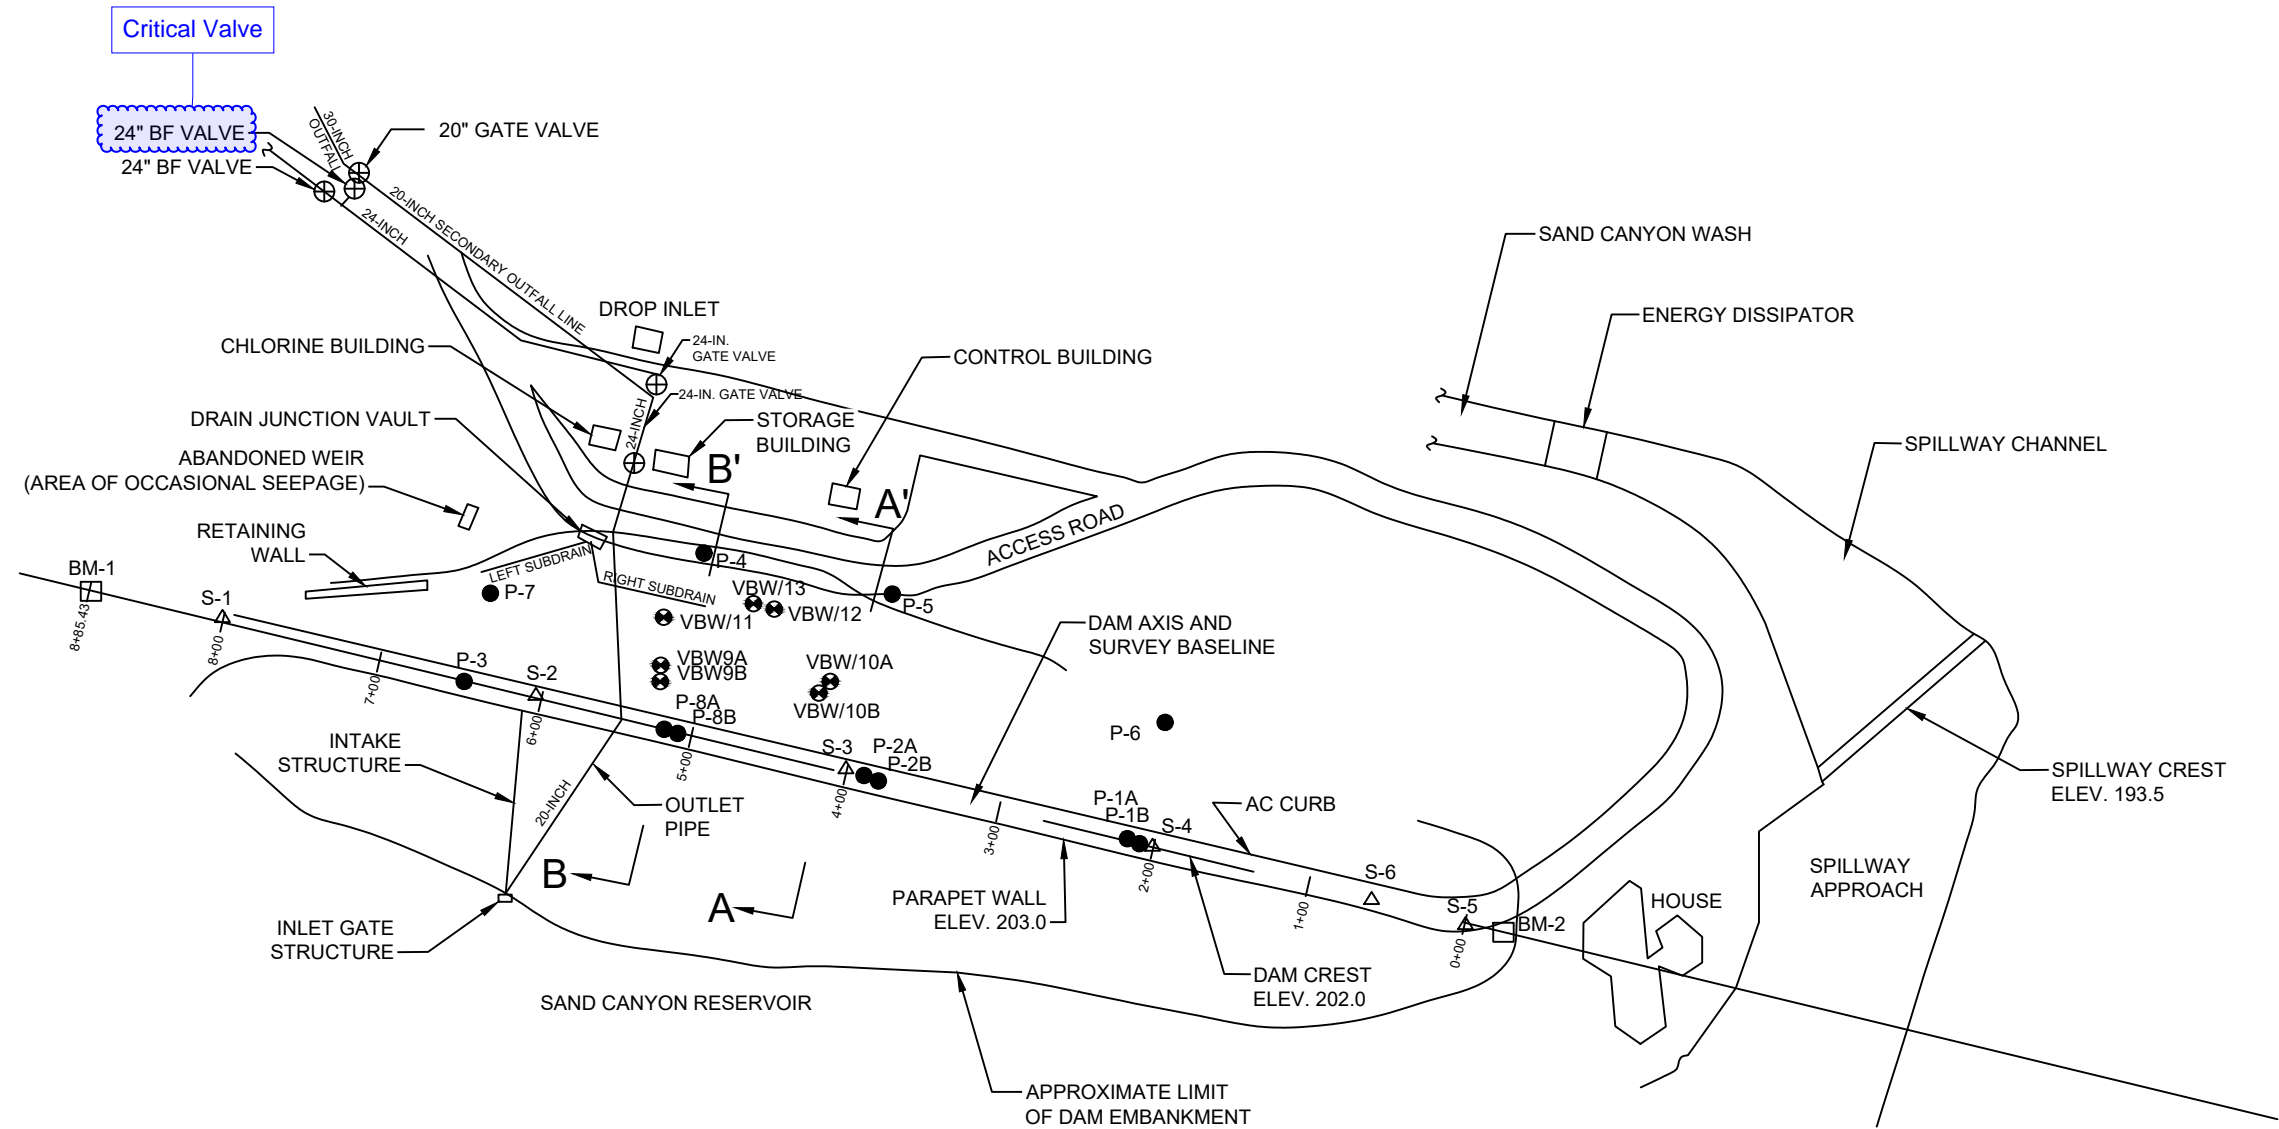 Critical Valve
24" BF VALVE
24" BF VALVE
30-INCH
OUTFALL
20" GATE VALVE
20-INCH SECONDARY OUTFALL LINE
24-INCH
DROP INLET
24-IN.
GATE VALVE
24-IN. GATE VALVE
24-INCH
CHLORINE BUILDING
CONTROL BUILDING
DRAIN JUNCTION VAULT
STORAGE
BUILDING
ABANDONED WEIR
(AREA OF OCCASIONAL SEEPAGE)
RETAINING
WALL
B'
A'
SAND CANYON WASH
ENERGY DISSIPATOR
SPILLWAY CHANNEL
ACCESS ROAD
LEFT SUBDRAIN
RIGHT SUBDRAIN
BM-1
8+85.43
S-1
8+00
P-7
P-4
P-5
VBW/13
VBW/12
VBW/11
VBW9A
VBW9B
VBW/10A
VBW/10B
DAM AXIS AND
SURVEY BASELINE
7+00
P-3
S-2
6+00
P-8A
P-8B
5+00
S-3
P-2A
P-2B
4+00
P-6
3+00
P-1A
P-1B
S-4
2+00
AC CURB
1+00
S-6
S-5
0+00
BM-2
HOUSE
INTAKE
STRUCTURE
20-INCH
OUTLET
PIPE
B
A
INLET GATE
STRUCTURE
PARAPET WALL
ELEV. 203.0
DAM CREST
ELEV. 202.0
SPILLWAY CREST
ELEV. 193.5
SPILLWAY
APPROACH
SAND CANYON RESERVOIR
APPROXIMATE LIMIT
OF DAM EMBANKMENT